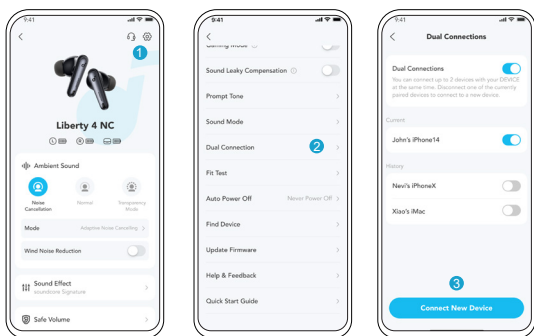 9:41
1
Liberty 4 NC
L
R
Ambient Sound
Noise
Cancellation
Normal
Transparency
Mode
Mode
Adaptive Noise Cancelling
Wind Noise Reduction
Sound Effect
soundcore Signature
Safe Volume
9:41
Gaming Mode
Sound Leaky Compensation
Prompt Tone
Sound Mode
Dual Connection
2
Fit Test
Auto Power Off
Never Power Off
Find Device
Update Firmware
Help & Feedback
Quick Start Guide
9:41
Dual Connections
Dual Connections
You can connect up to 2 devices with your DEVICE
at the same time. Disconnect one of the currently
paired devices to connect to a new device.
Current
John's iPhone14
History
Nevi's iPhoneX
Xiao's iMac
3
Connect New Device